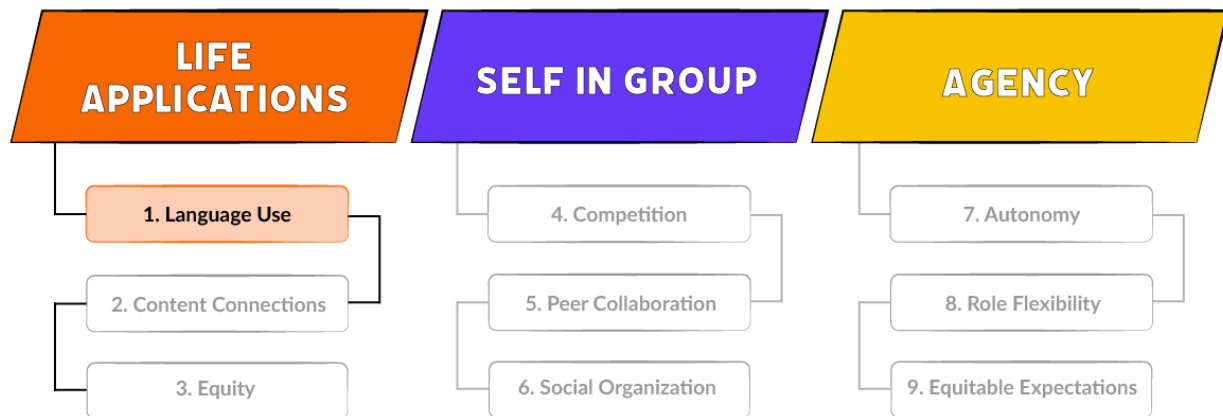 LIFE
APPLICATIONS
1. Language Use
2. Content Connections
3. Equity
SELF IN GROUP
4. Competition
5. Peer Collaboration
6. Social Organization
AGENCY
7. Autonomy
8. Role Flexibility
9. Equitable Expectations